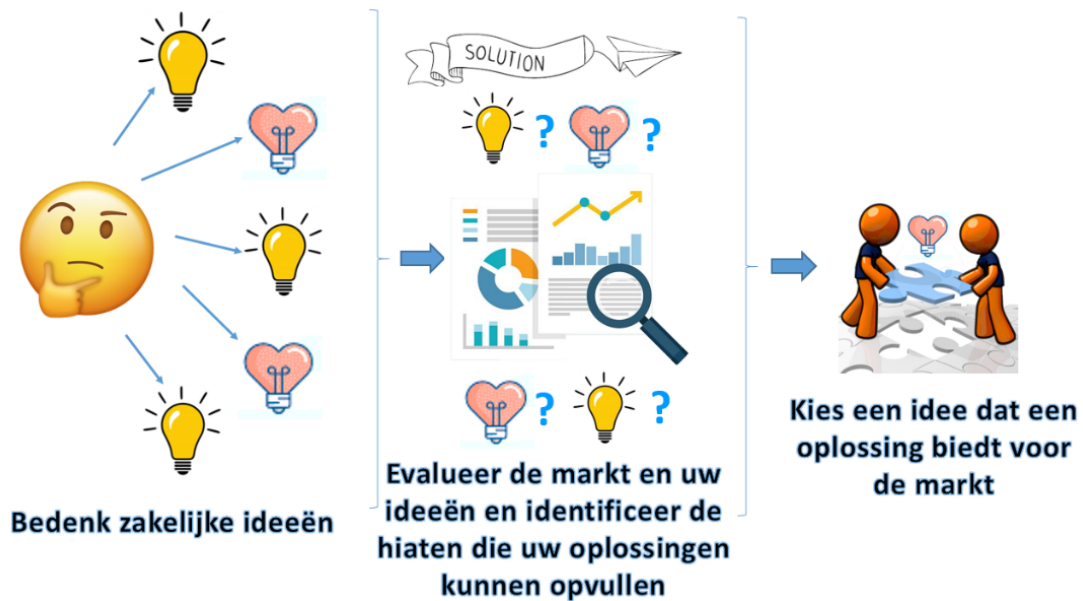 SOLUTION
?
?
?
?
Bedenk zakelijke ideeën
Evalueer de markt en uw
ideeën en identificeer de
hiaten die uw oplossingen
kunnen opvullen
Kies een idee dat een
oplossing biedt voor
de markt